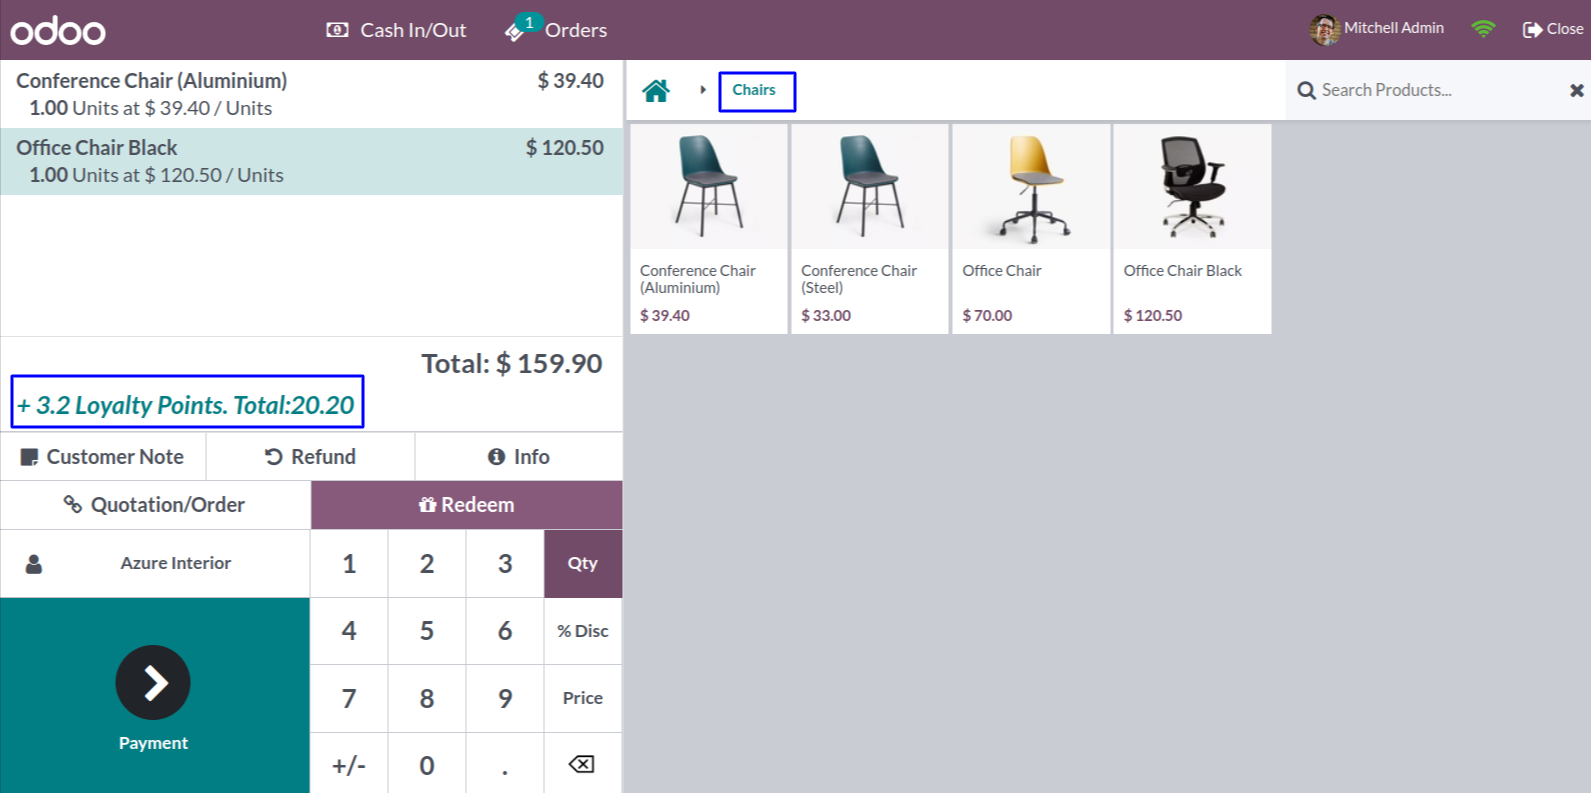 odoo
Cash In/Out
1
Orders
Mitchell Admin
Close
Conference Chair (Aluminium) $ 39.40
1.00 Units at $ 39.40 / Units
Office Chair Black $ 120.50
1.00 Units at $ 120.50 / Units
Total: $ 159.90
+ 3.2 Loyalty Points. Total:20.20
Customer Note
Refund
Info
Quotation/Order
Redeem
Azure Interior
Payment
1 2 3 Qty
4 5 6 % Disc
7 8 9 Price
+/- 0 .
Chairs
Search Products...
Conference Chair
(Aluminium)
$ 39.40
Conference Chair
(Steel)
$ 33.00
Office Chair
$ 70.00
Office Chair Black
$ 120.50